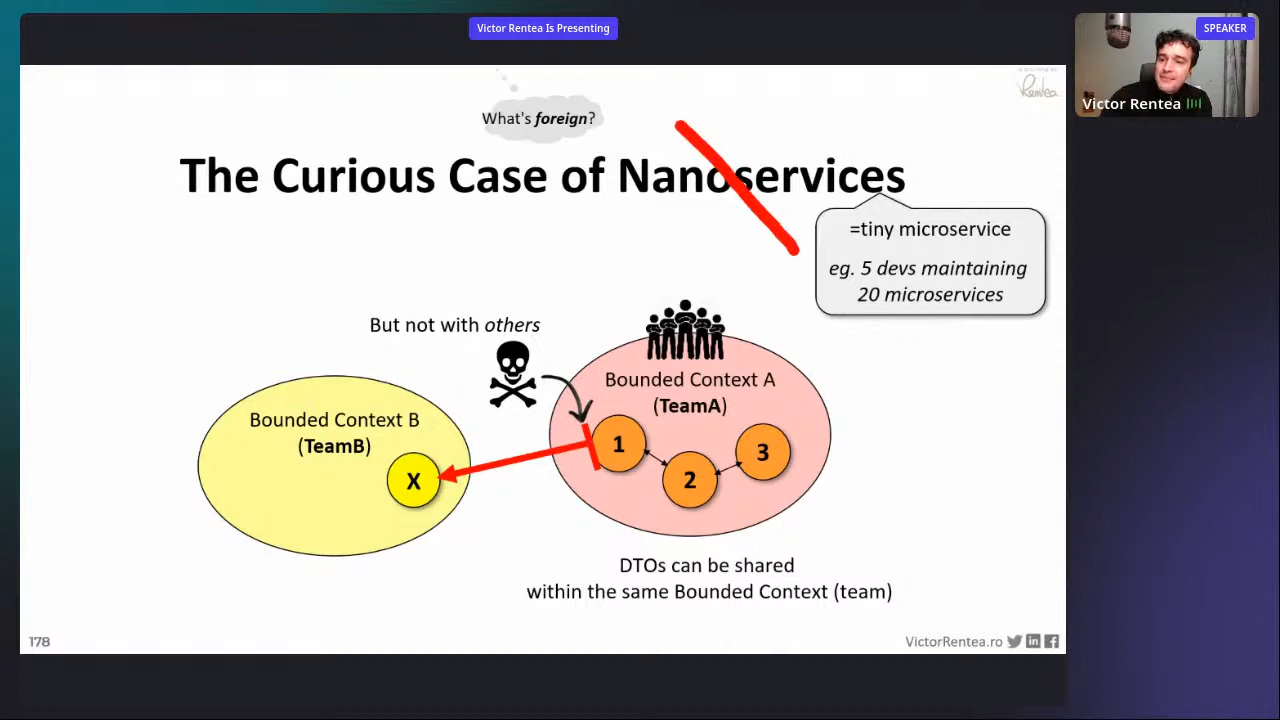 Victor Rentea Is Presenting
SPEAKER
Victor Rentea
Rentea
What's foreign?
The Curious Case of Nanoservices
=tiny microservice
eg. 5 devs maintaining
20 microservices
But not with others
Bounded Context A
(TeamA)
Bounded Context B
(TeamB)
1
3
X
2
DTOs can be shared
within the same Bounded Context (team)
178
VictorRentea.ro